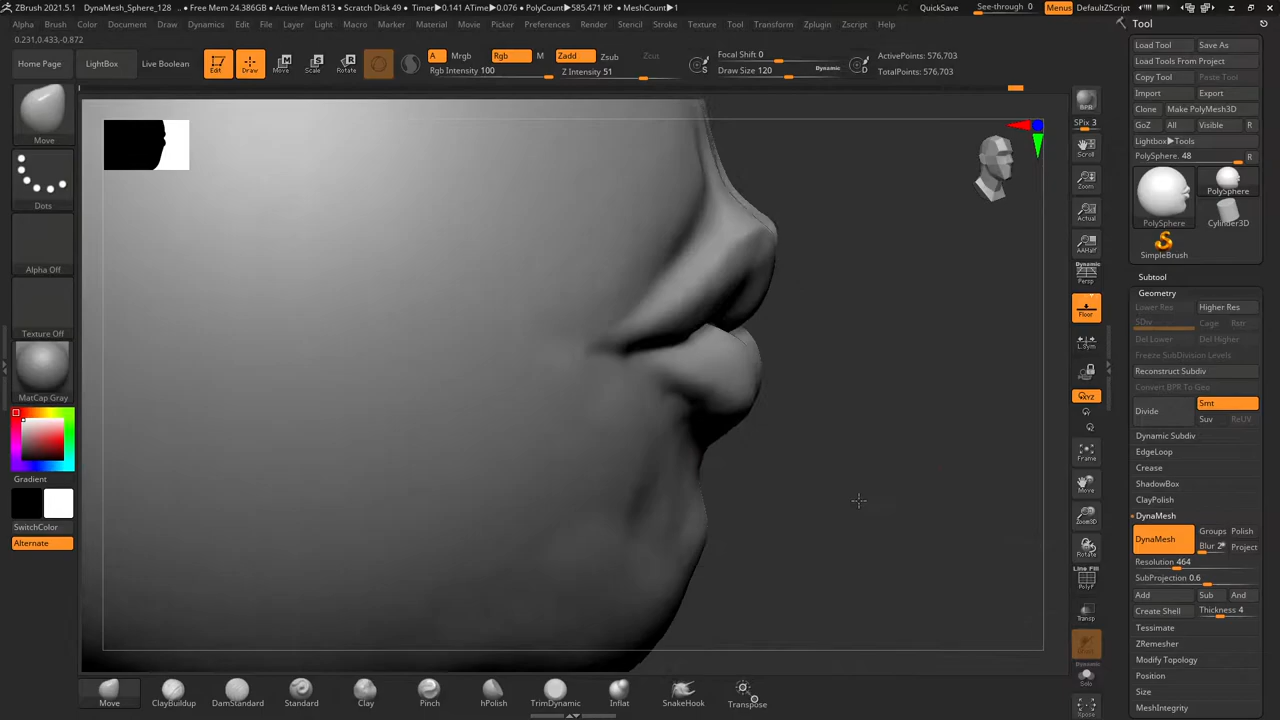 ZBrush 2021.5.1
DynaMesh_Sphere_128
.. • Free Mem 24.386GB • Active Mem 813 • Scratch Disk 49 • Timer▶0.141 ATime▶0.076 • PolyCount▶585.471 KP • MeshCount▶1
AC
QuickSave
See-through 0
Menus
DefaultZScript
Alpha Brush Color Document Draw Dynamics Edit File Layer Light Macro Marker Material Movie Picker Preferences Render Stencil Stroke Texture Tool Transform Zplugin Zscript Help
0.231,0.433,-0.872
Home Page
LightBox
Live Boolean
Edit
Draw
Move
Scale
Rotate
A
Mrgb
Rgb
M
Rgb Intensity 100
Zadd
Zsub
Zcut
Z Intensity 51
S
Focal Shift 0
Draw Size 120
Dynamic
D
ActivePoints: 576,703
TotalPoints: 576,703
Move
Dots
Alpha Off
Texture Off
MatCap Gray
Gradient
SwitchColor
Alternate
BPR
SPix 3
Scroll
Zoom
Actual
AAHalf
Dynamic
Persp
Floor
L.Sym
XYZ
Frame
Move
Zoom3D
Rotate
Line Fill
PolyF
Transp
Dynamic
Solo
Xpose
Tool
Load Tool
Save As
Load Tools From Project
Copy Tool
Paste Tool
Import
Export
Clone
Make PolyMesh3D
GoZ
All
Visible
R
Lightbox▶Tools
PolySphere. 48
R
PolySphere
PolySphere
Cylinder3D
SimpleBrush
Subtool
Geometry
Lower Res
Higher Res
SDiv
Cage
Rstr
Del Lower
Del Higher
Freeze SubDivision Levels
Reconstruct Subdiv
Convert BPR To Geo
Divide
Smt
Suv
ReUV
Dynamic Subdiv
EdgeLoop
Crease
ShadowBox
ClayPolish
DynaMesh
DynaMesh
Groups
Polish
Blur 2
Project
Resolution 464
SubProjection 0.6
Add
Sub
And
Create Shell
Thickness 4
Tessimate
ZRemesher
Modify Topology
Position
Size
MeshIntegrity
Move
ClayBuildup
DamStandard
Standard
Clay
Pinch
hPolish
TrimDynamic
Inflat
SnakeHook
Transpose